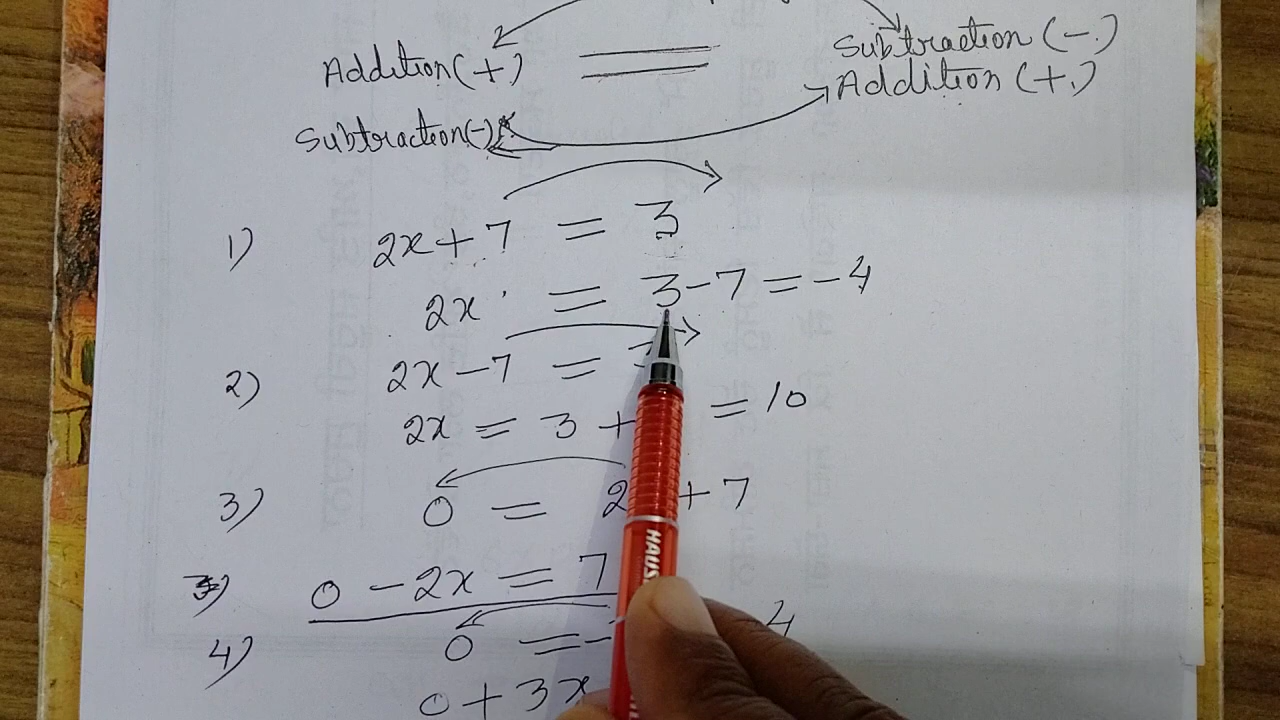 Addition (+) = Subtraction (-)
Subtraction (-) Addition (+)
1) 2x + 7 = 3
2x = 3 - 7 = -4
2) 2x - 7 =
2x = 3 + = 10
3) 0 = 2 + 7
0 - 2x = 7
4) 0 = - 4
0 + 3x
HAUS